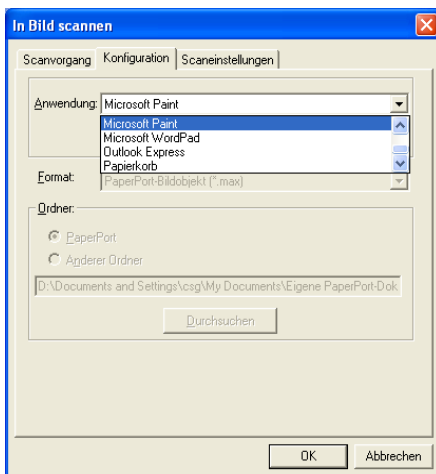 In Bild scannen
Scanvorgang Konfiguration Scaneinstellungen
Anwendung: Microsoft Paint
Microsoft Paint
Microsoft WordPad
Outlook Express
Papierkorb
Format: PaperPort-Bildobjekt (*.max)
Ordner:
PaperPort
Anderer Ordner
D:\Documents and Settings\csg\My Documents\Eigene PaperPort-Dok
Durchsuchen
OK Abbrechen